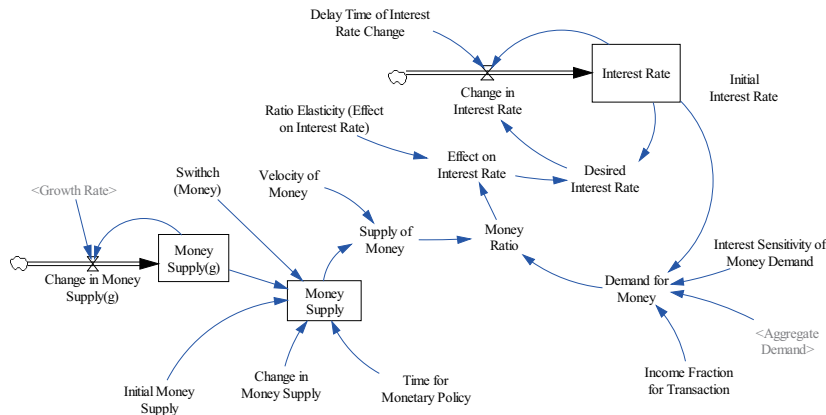 Delay Time of Interest
Rate Change
Interest Rate
Initial
Interest Rate
Change in
Interest Rate
Ratio Elasticity (Effect
on Interest Rate)
Effect on
Interest Rate
Desired
Interest Rate
Swithch
(Money)
Velocity of
Money
<Growth Rate>
Supply
of Money
Money
Ratio
Money
Supply(g)
Change in Money
Supply(g)
Interest Sensitivity of
Money Demand
Demand for
Money
Money
Supply
<Aggregate
Demand>
Income Fraction
for Transaction
Initial Money
Supply
Change in
Money Supply
Time for
Monetary Policy